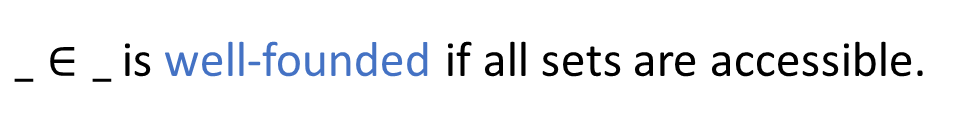 _ ∈ _ is well-founded if all sets are accessible.